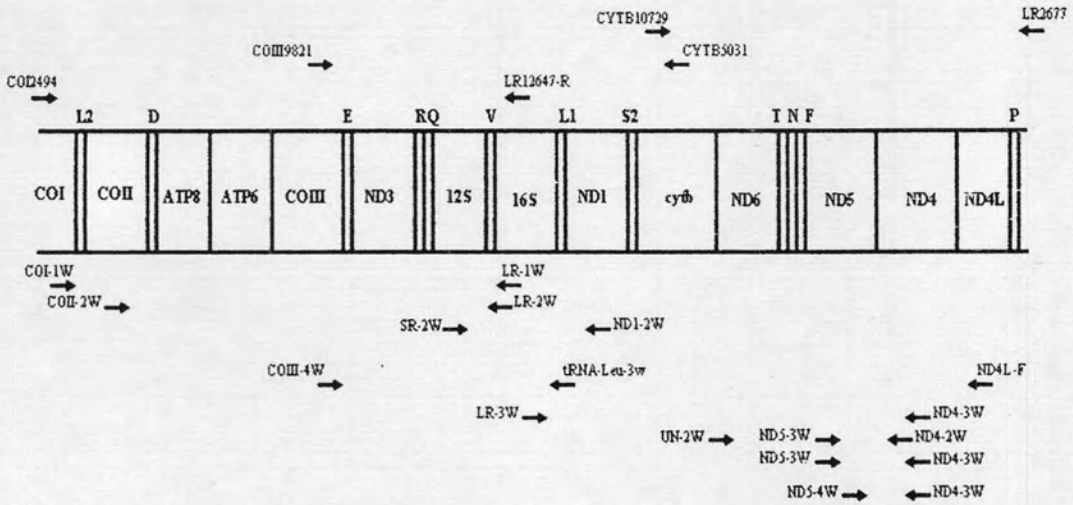 CYTB10729
LR2677
COIII9821
CYTB5031
COI2494
LR12647-R
L2 D E R Q V L1 S2 T N F P
COI COII ATP8 ATP6 COIII ND3 12S 16S ND1 cytb ND6 ND5 ND4 ND4L
COI-1W LR-1W
COII-2W LR-2W
SR-2W ND1-2W
COIII-4W tRNA-Leu-3w ND4L-F
LR-3W ND4-3W
UN-2W ND5-3W ND4-2W
ND5-3W ND4-3W
ND5-4W ND4-3W